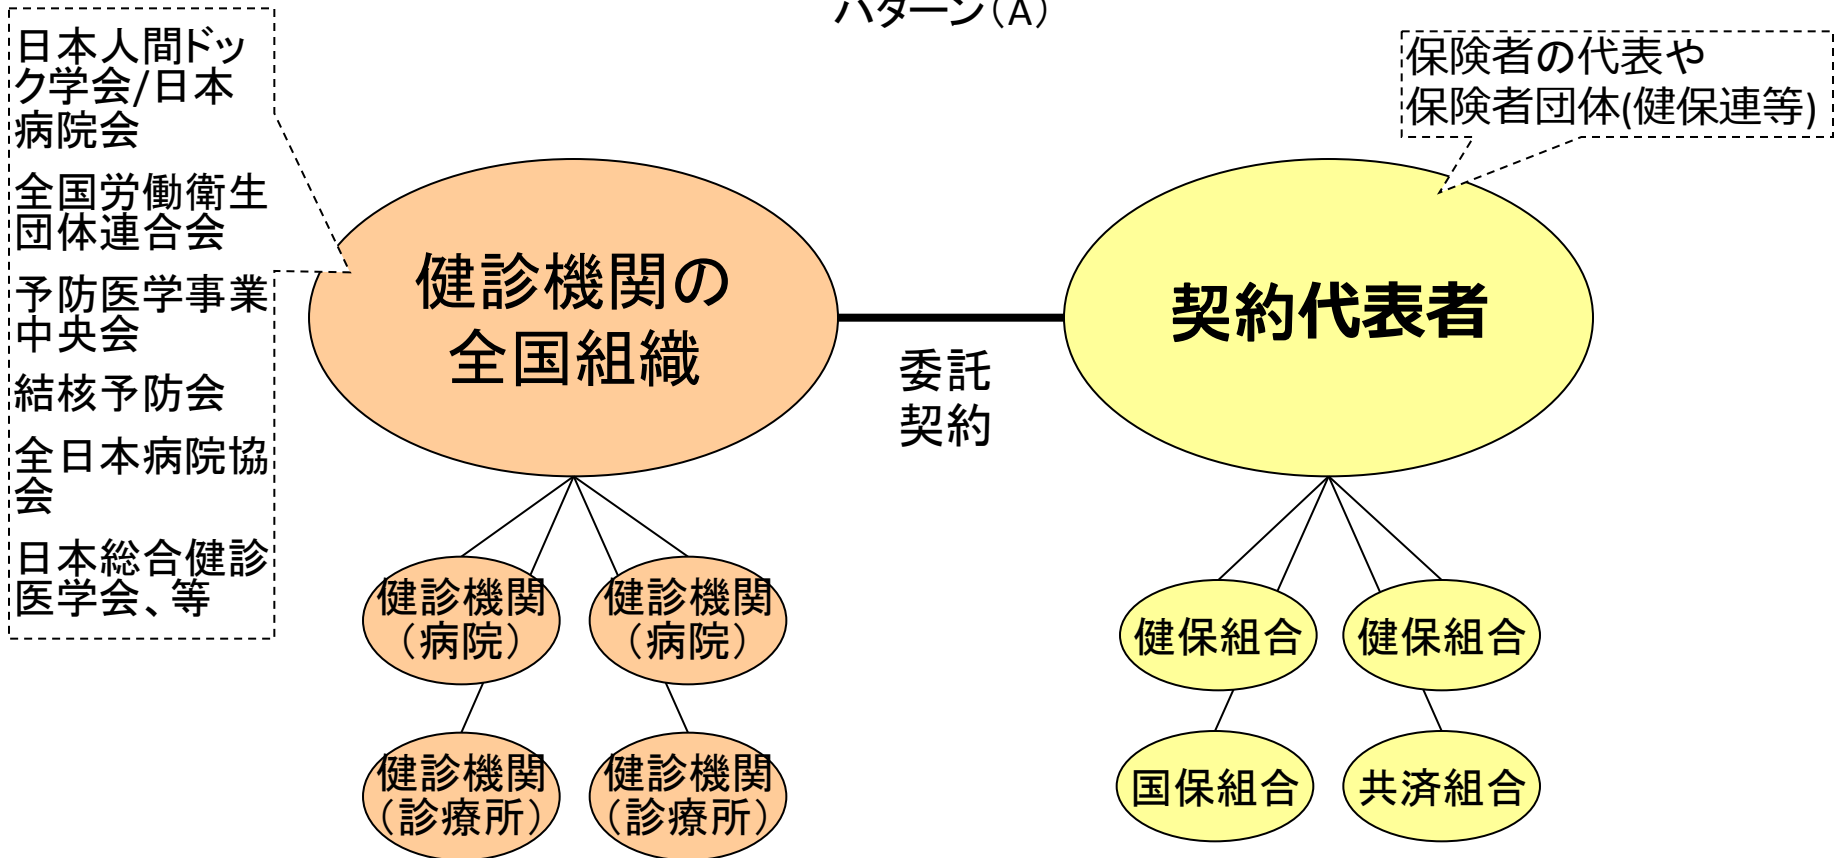 パターン（A）
日本人間ドッ
ク学会/日本
病院会
全国労働衛生
団体連合会
予防医学事業
中央会
結核予防会
全日本病院協
会
日本総合健診
医学会、等
保険者の代表や
保険者団体(健保連等)
健診機関の
全国組織
委託
契約
契約代表者
健診機関
（病院）
健診機関
（病院）
健診機関
（診療所）
健診機関
（診療所）
健保組合
健保組合
国保組合
共済組合